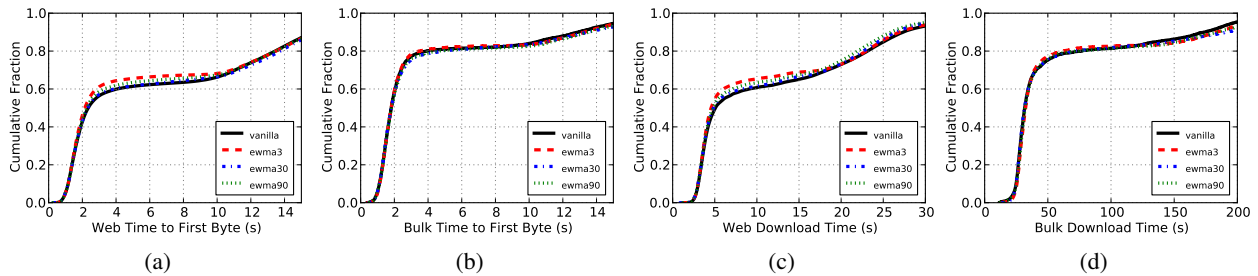 Cumulative Fraction
1.0
0.8
0.6
0.4
0.2
0.0
0 2 4 6 8 10 12 14
Web Time to First Byte (s)
vanilla
ewma3
ewma30
ewma90
(a)
Cumulative Fraction
1.0
0.8
0.6
0.4
0.2
0.0
0 2 4 6 8 10 12 14
Bulk Time to First Byte (s)
vanilla
ewma3
ewma30
ewma90
(b)
Cumulative Fraction
1.0
0.8
0.6
0.4
0.2
0.0
0 5 10 15 20 25 30
Web Download Time (s)
vanilla
ewma3
ewma30
ewma90
(c)
Cumulative Fraction
1.0
0.8
0.6
0.4
0.2
0.0
0 50 100 150 200
Bulk Download Time (s)
vanilla
ewma3
ewma30
ewma90
(d)